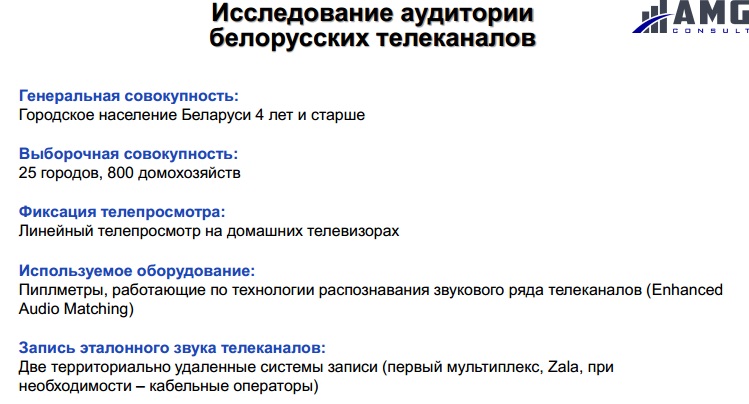 Исследование аудитории
белорусских телеканалов
AMG
CONSULT
Генеральная совокупность:
Городское население Беларуси 4 лет и старше
Выборочная совокупность:
25 городов, 800 домохозяйств
Фиксация телепросмотра:
Линейный телепросмотр на домашних телевизорах
Используемое оборудование:
Пиплметры, работающие по технологии распознавания звукового ряда телеканалов (Enhanced
Audio Matching)
Запись эталонного звука телеканалов:
Две территориально удаленные системы записи (первый мультиплекс, Zala, при
необходимости – кабельные операторы)